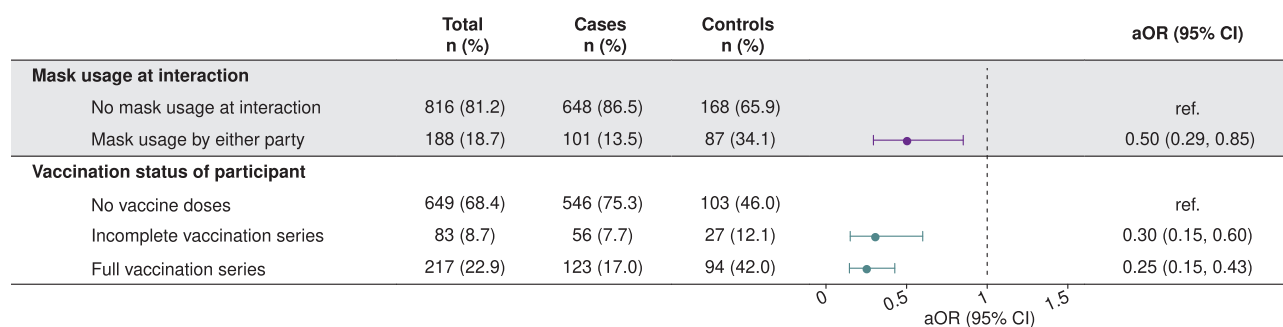 Total Cases Controls
n (%) n (%) n (%) aOR (95% CI)
Mask usage at interaction
No mask usage at interaction 816 (81.2) 648 (86.5) 168 (65.9) ref.
Mask usage by either party 188 (18.7) 101 (13.5) 87 (34.1) 0.50 (0.29, 0.85)
Vaccination status of participant
No vaccine doses 649 (68.4) 546 (75.3) 103 (46.0) ref.
Incomplete vaccination series 83 (8.7) 56 (7.7) 27 (12.1) 0.30 (0.15, 0.60)
Full vaccination series 217 (22.9) 123 (17.0) 94 (42.0) 0.25 (0.15, 0.43)
0 0.5 1 1.5
aOR (95% CI)